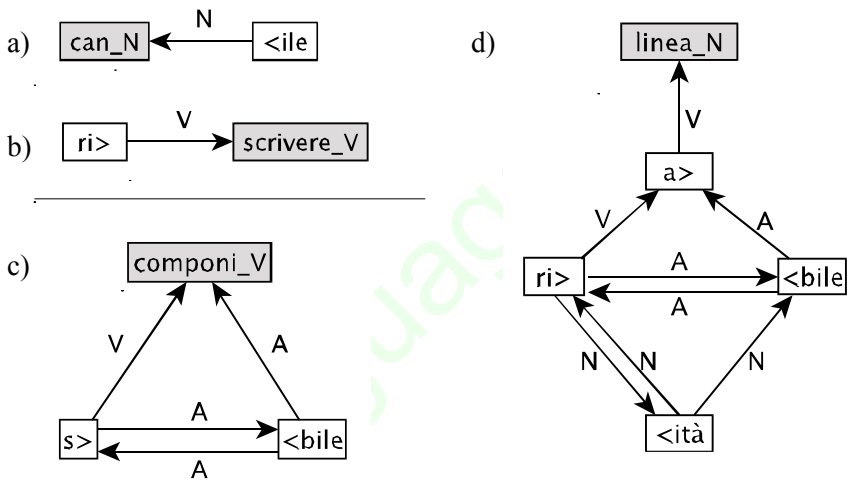 a)
can_N
N
<ile
b)
ri>
V
scrivere_V
c)
componi_V
V
A
s>
A
A
<bile
d)
linea_N
V
a>
V
A
ri>
A
A
<bile
N
N
N
<ità